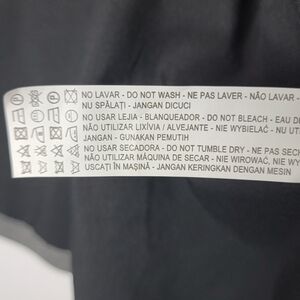 NO LAVAR - DO NOT WASH - NE PAS LAVER - NÃO LAVAR -
NU SPĂLAȚI - JANGAN DICUCI
NO USAR LEJIA - BLANQUEADOR - DO NOT BLEACH - EAU D
NÃO UTILIZAR LIXÍVIA / ALVEJANTE - NIE WYBIELAĆ - NU UT
JANGAN - GUNAKAN PEMUTIH
NO USAR SECADORA - DO NOT TUMBLE DRY - NE PAS SECH
NÃO UTILIZAR MÁQUINA DE SECAR - NIE WIROWAĆ, NIE WY
USCAȚI ÎN MAȘINĂ - JANGAN KERINGKAN DENGAN MESIN